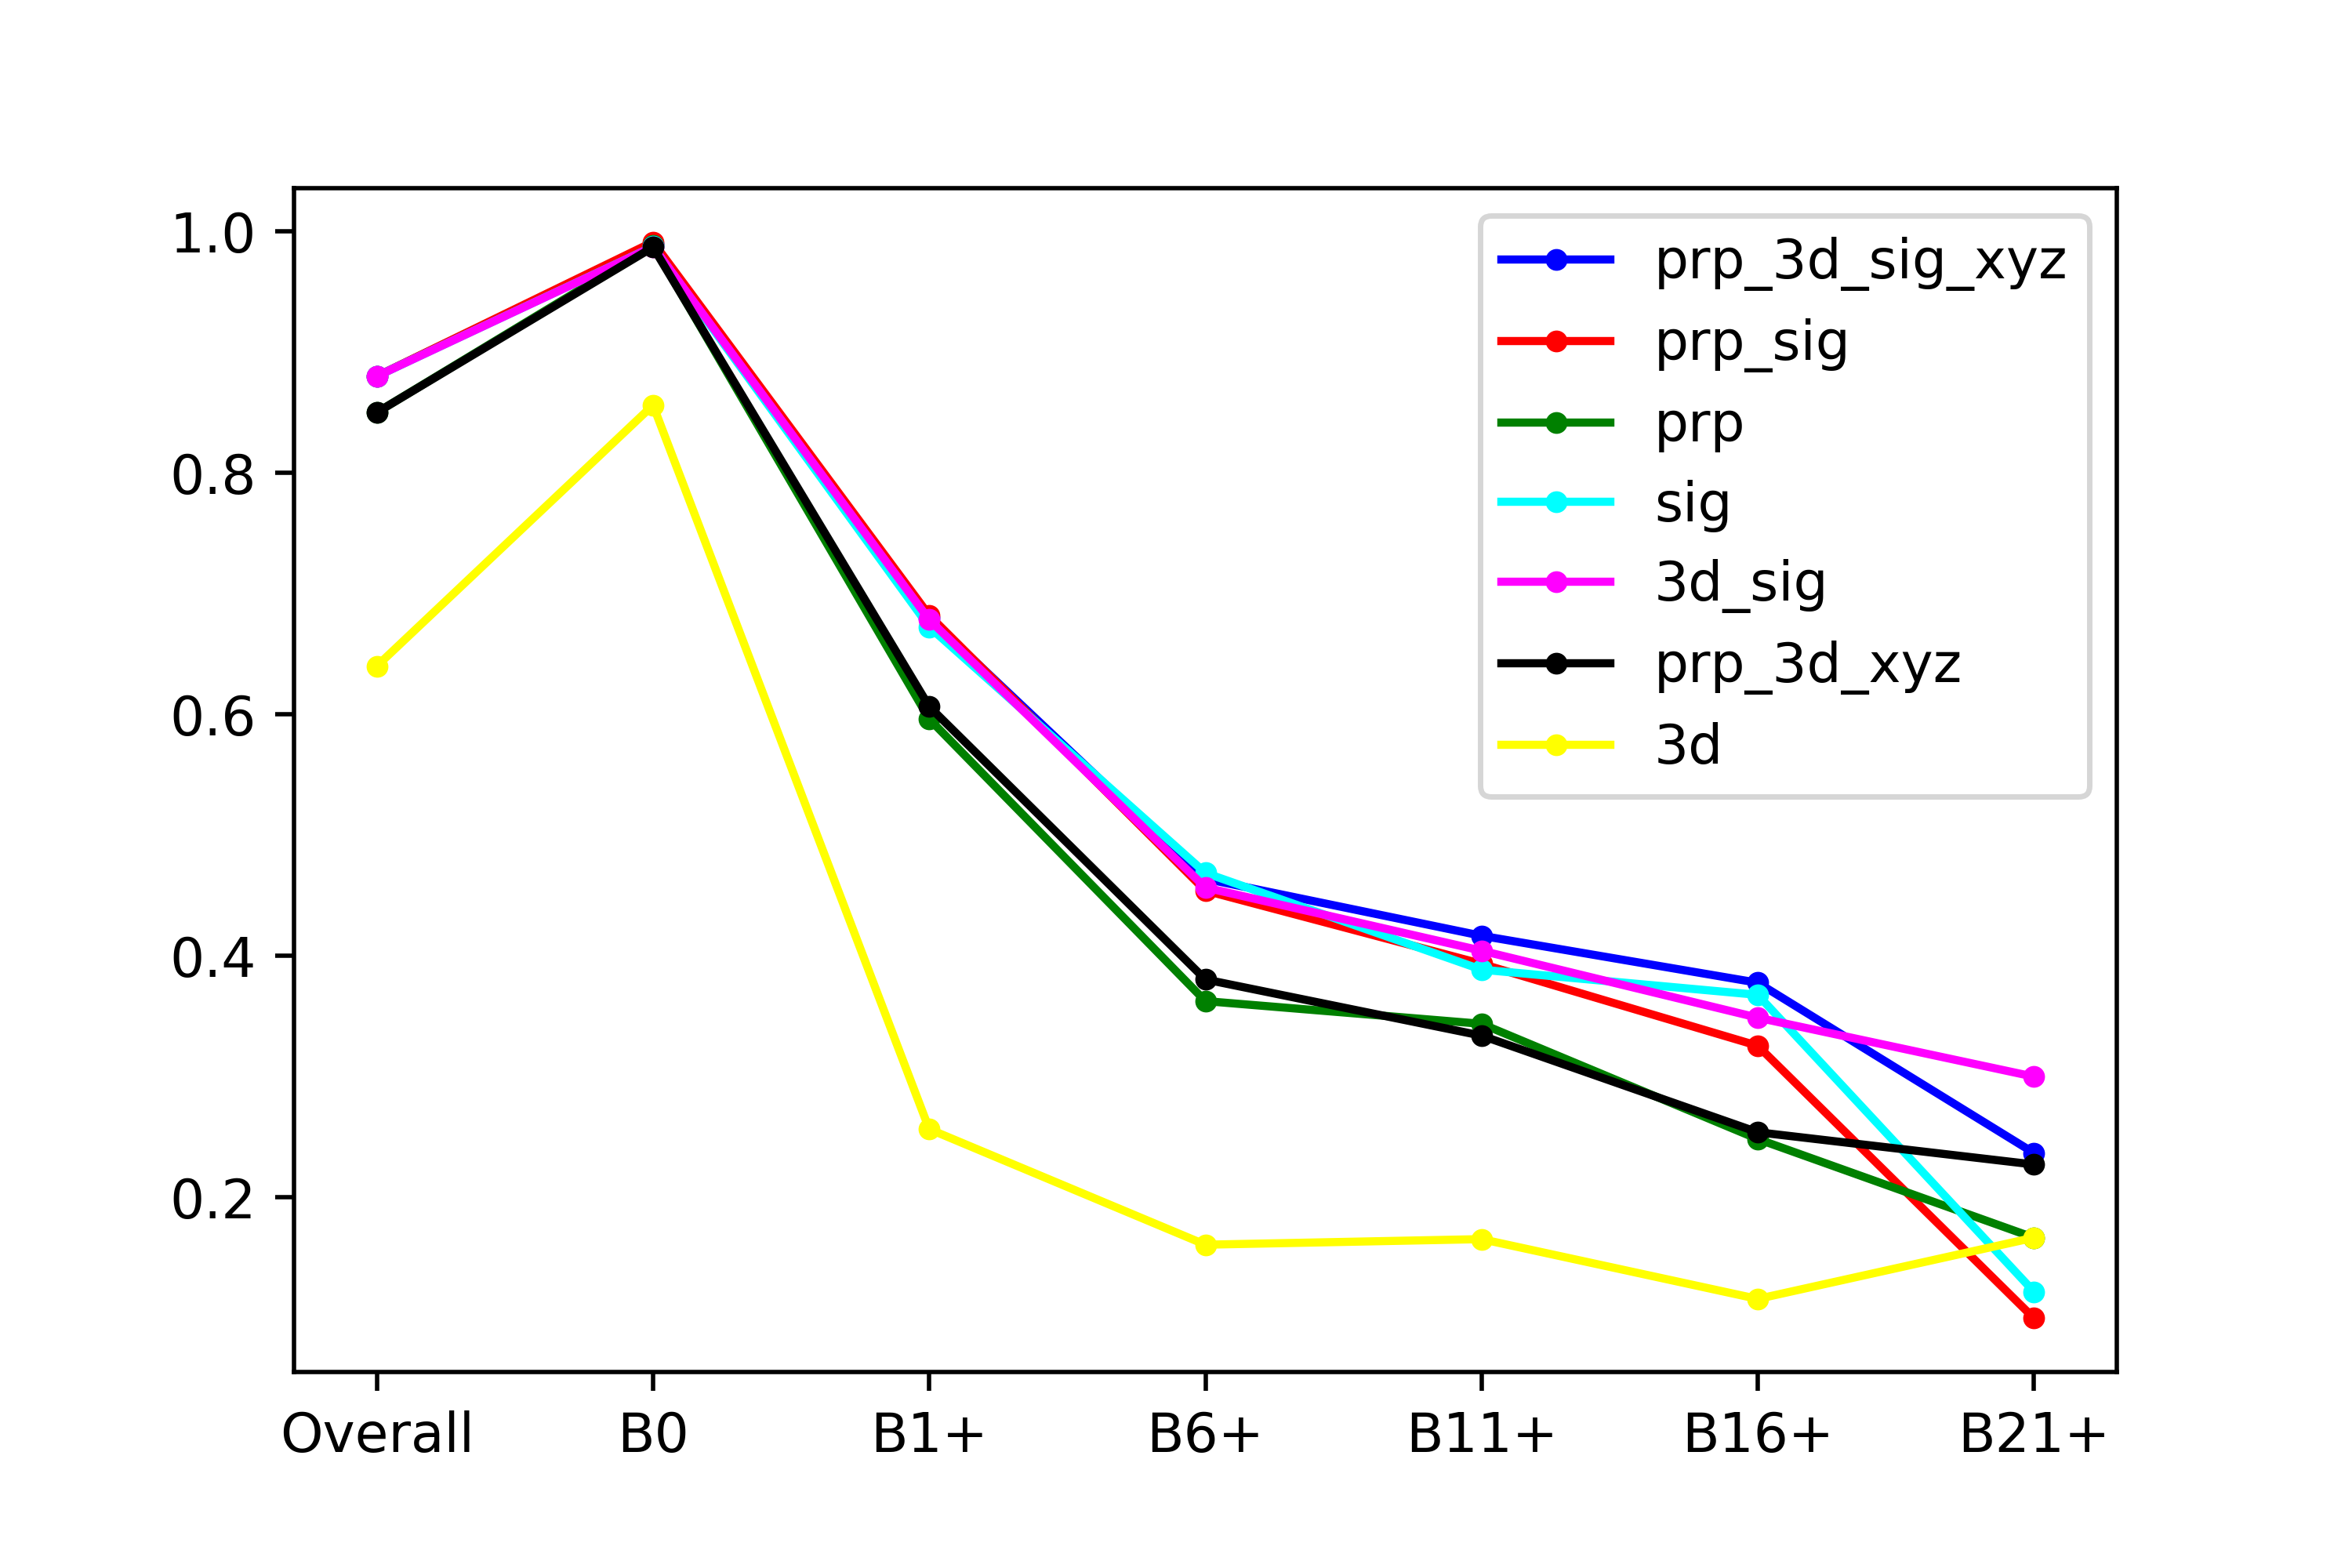 1.0
0.8
0.6
0.4
0.2
prp_3d_sig_xyz
prp_sig
prp
sig
3d_sig
prp_3d_xyz
3d
Overall B0 B1+ B6+ B11+ B16+ B21+